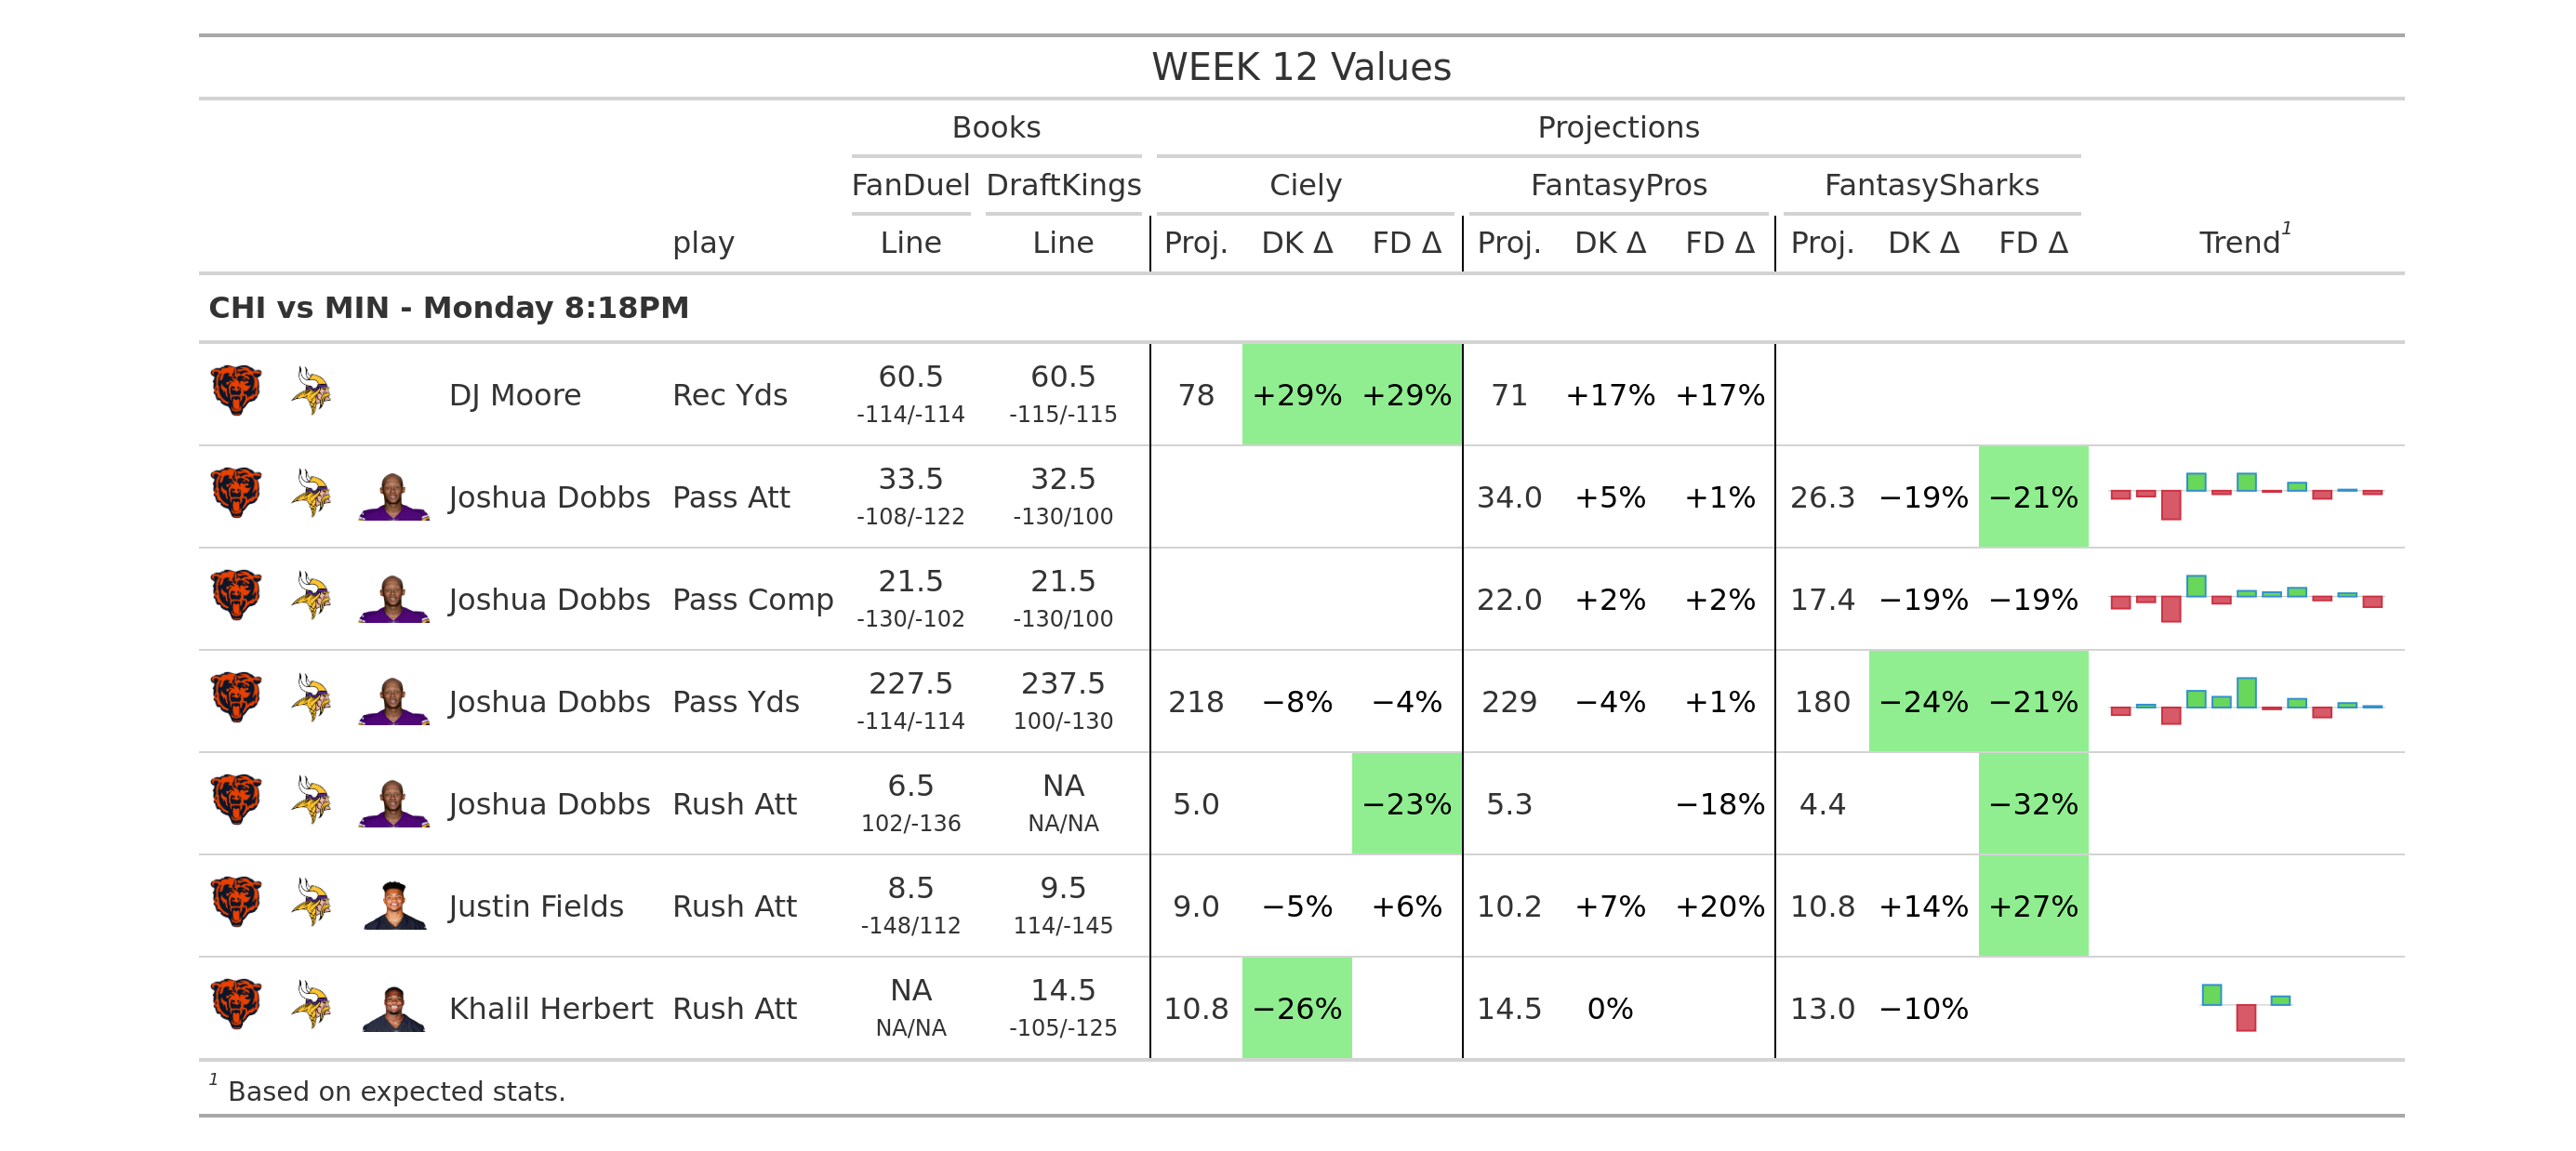 WEEK 12 Values
Books Projections
FanDuel DraftKings Ciely FantasyPros FantasySharks
play Line Line Proj. DK Δ FD Δ Proj. DK Δ FD Δ Proj. DK Δ FD Δ Trend1
CHI vs MIN - Monday 8:18PM
DJ Moore Rec Yds 60.5 60.5 78 +29% +29% 71 +17% +17%
-114/-114 -115/-115
Joshua Dobbs Pass Att 33.5 32.5 34.0 +5% +1% 26.3 −19% −21%
-108/-122 -130/100
Joshua Dobbs Pass Comp 21.5 21.5 22.0 +2% +2% 17.4 −19% −19%
-130/-102 -130/100
Joshua Dobbs Pass Yds 227.5 237.5 218 −8% −4% 229 −4% +1% 180 −24% −21%
-114/-114 100/-130
Joshua Dobbs Rush Att 6.5 NA 5.0 −23% 5.3 −18% 4.4 −32%
102/-136 NA/NA
Justin Fields Rush Att 8.5 9.5 9.0 −5% +6% 10.2 +7% +20% 10.8 +14% +27%
-148/112 114/-145
Khalil Herbert Rush Att NA 14.5 10.8 −26% 14.5 0% 13.0 −10%
NA/NA -105/-125
1 Based on expected stats.